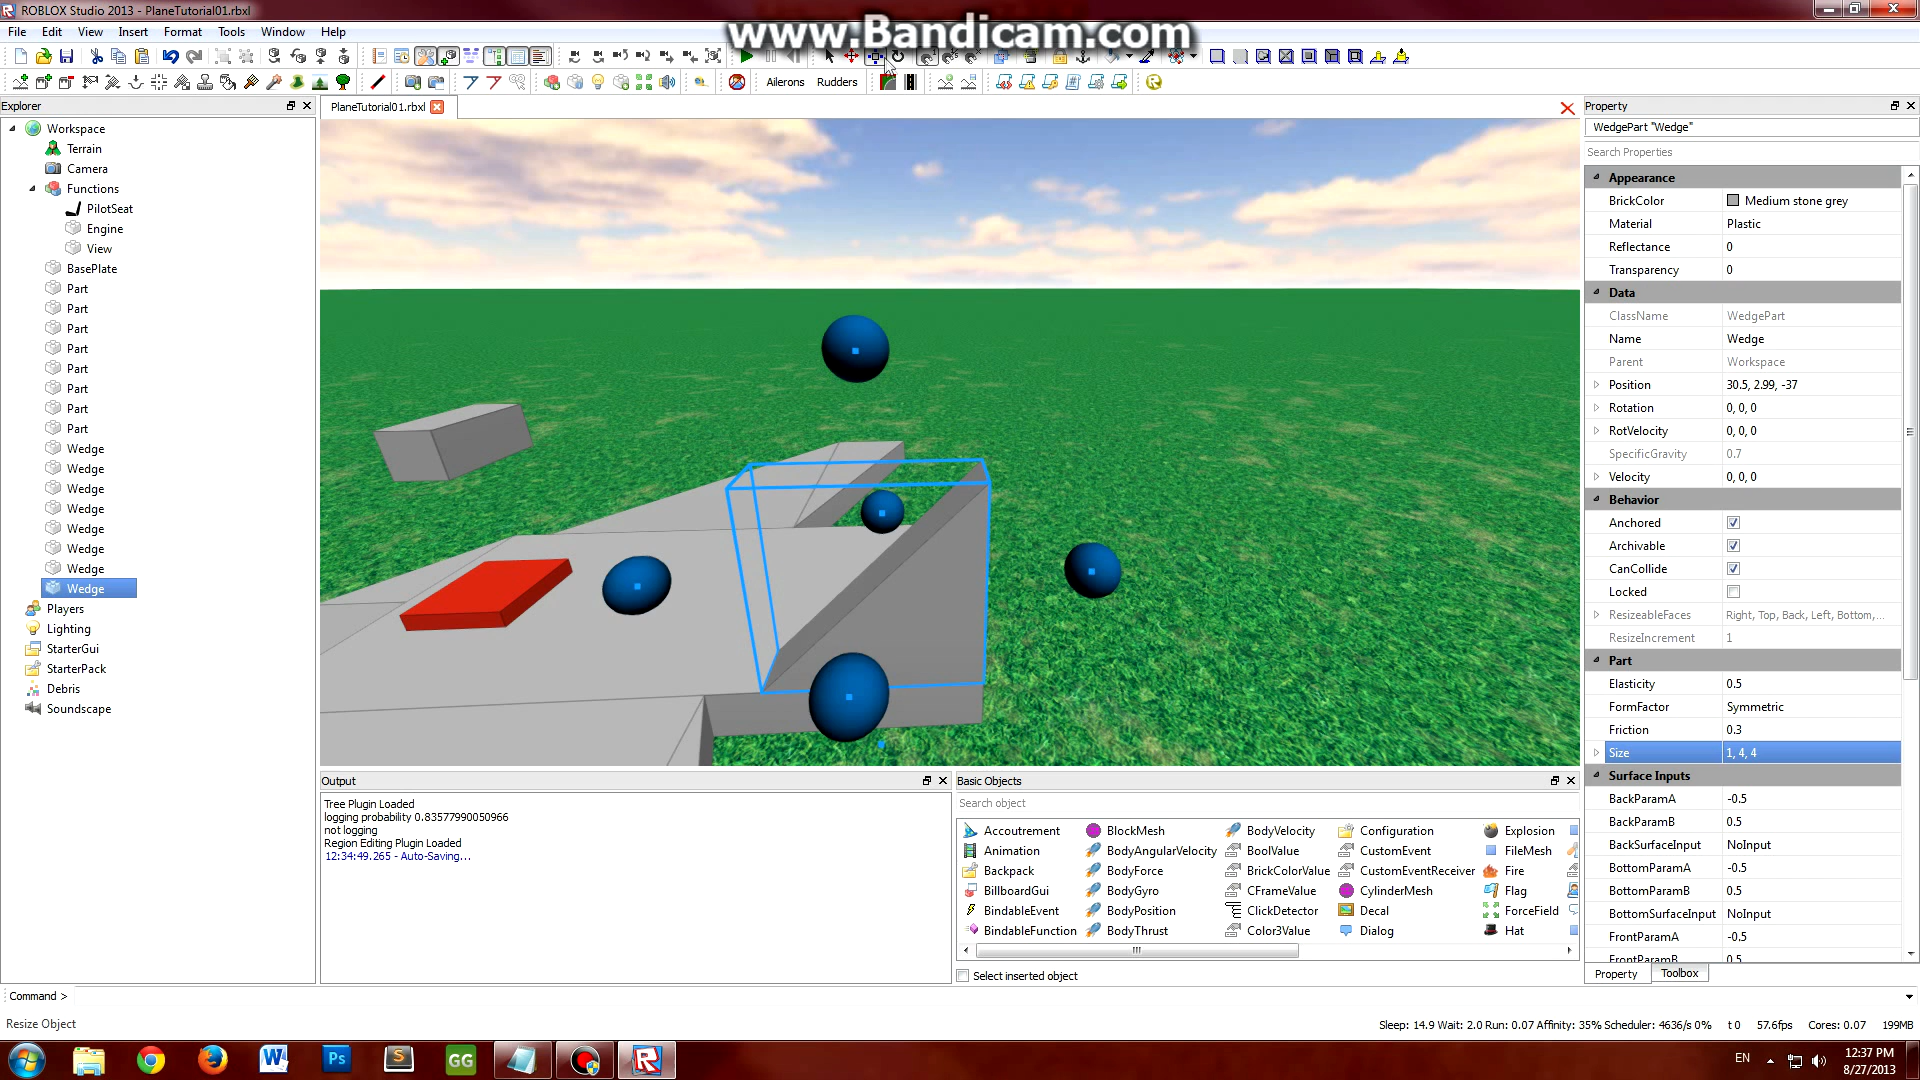 ROBLOX Studio 2013 - PlaneTutorial01.rbxl
www.Bandicam.com
File Edit View Insert Format Tools Window Help
Ailerons Rudders
Explorer
PlaneTutorial01.rbxl
Workspace
Terrain
Camera
Functions
PilotSeat
Engine
View
BasePlate
Part
Part
Part
Part
Part
Part
Part
Part
Wedge
Wedge
Wedge
Wedge
Wedge
Wedge
Wedge
Wedge
Players
Lighting
StarterGui
StarterPack
Debris
Soundscape
Property
WedgePart "Wedge"
Search Properties
Appearance
BrickColor Medium stone grey
Material Plastic
Reflectance 0
Transparency 0
Data
ClassName WedgePart
Name Wedge
Parent Workspace
Position 30.5, 2.99, -37
Rotation 0, 0, 0
RotVelocity 0, 0, 0
SpecificGravity 0.7
Velocity 0, 0, 0
Behavior
Anchored
Archivable
CanCollide
Locked
ResizeableFaces Right, Top, Back, Left, Bottom,...
ResizeIncrement 1
Part
Elasticity 0.5
FormFactor Symmetric
Friction 0.3
Size 1, 4, 4
Surface Inputs
BackParamA -0.5
BackParamB 0.5
BackSurfaceInput NoInput
BottomParamA -0.5
BottomParamB 0.5
BottomSurfaceInput NoInput
FrontParamA -0.5
FrontParamB 0.5
Property Toolbox
Output
Tree Plugin Loaded
logging probability 0.83577990050966
not logging
Region Editing Plugin Loaded
12:34:49.265 - Auto-Saving...
Basic Objects
Search object
Accoutrement BlockMesh BodyVelocity Configuration Explosion
Animation BodyAngularVelocity BoolValue CustomEvent FileMesh
Backpack BodyForce BrickColorValue CustomEventReceiver Fire
BillboardGui BodyGyro CFrameValue CylinderMesh Flag
BindableEvent BodyPosition ClickDetector Decal ForceField
BindableFunction BodyThrust Color3Value Dialog Hat
Select inserted object
Command >
Resize Object
Sleep: 14.9 Wait: 2.0 Run: 0.07 Affinity: 35% Scheduler: 4636/s 0% t 0 57.6fps Cores: 0.07 199MB
W Ps S GG
EN
12:37 PM
8/27/2013